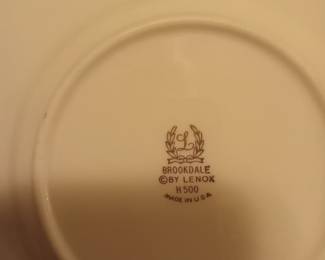 L
BROOKDALE
©BY LENOX
H500
MADE IN U.S.A.